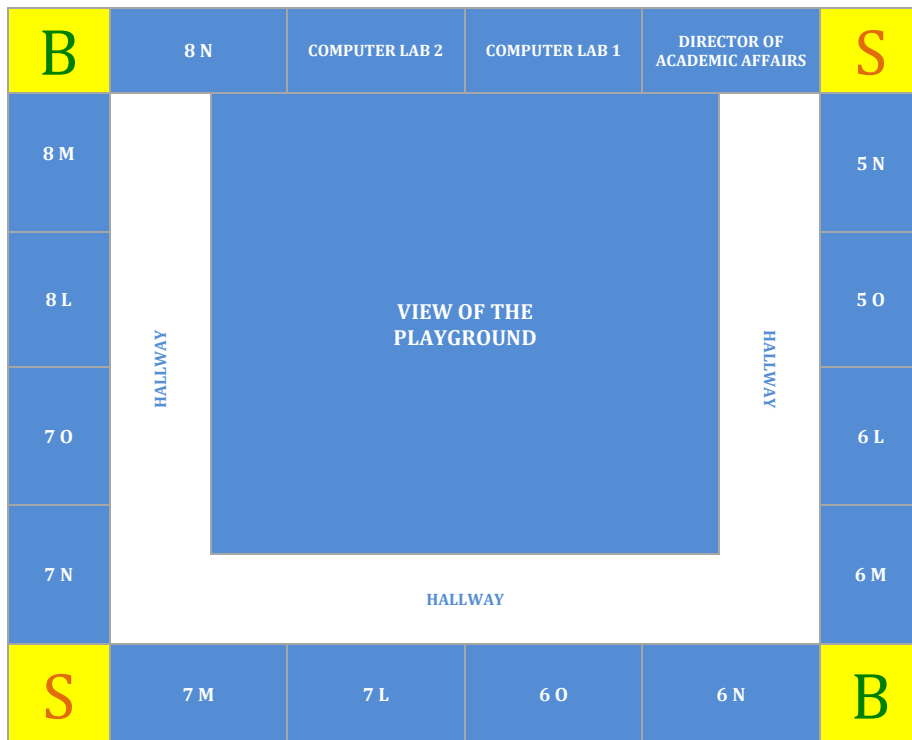 B
8 N
COMPUTER LAB 2
COMPUTER LAB 1
DIRECTOR OF
ACADEMIC AFFAIRS
S
8 M
5 N
8 L
5 O
VIEW OF THE
PLAYGROUND
HALLWAY
HALLWAY
7 O
6 L
7 N
6 M
HALLWAY
S
7 M
7 L
6 O
6 N
B